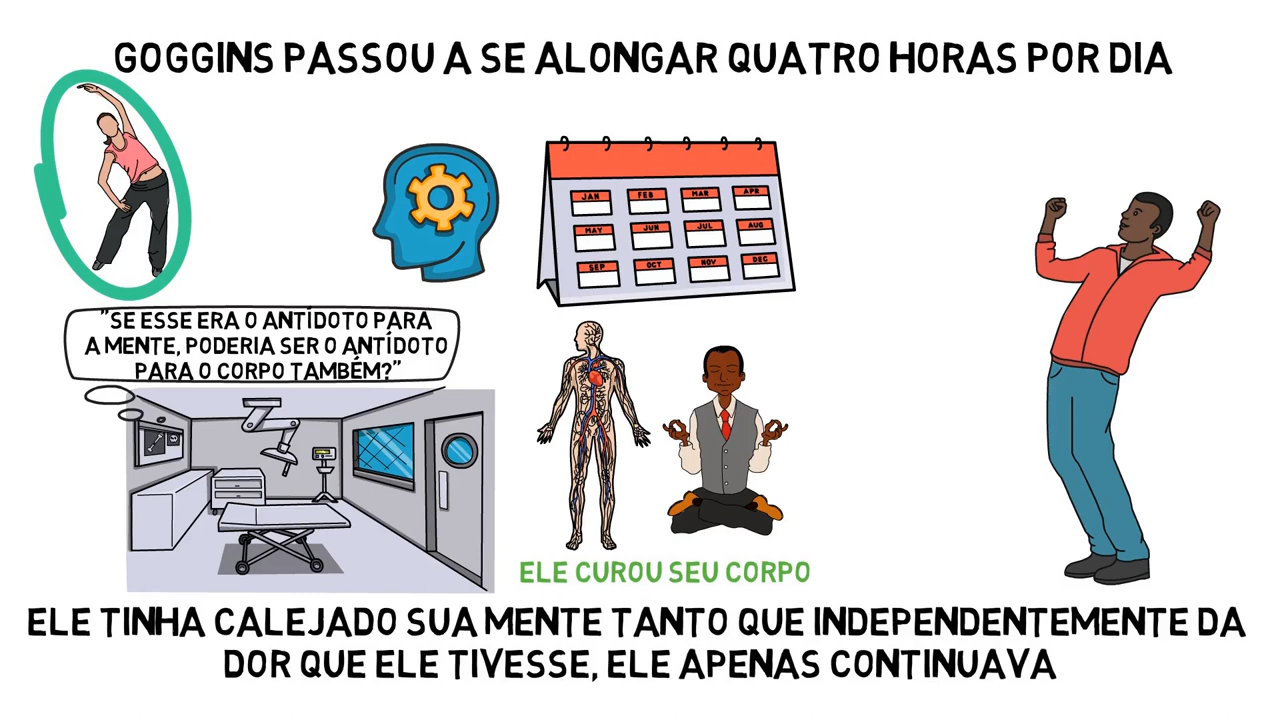 GOGGINS PASSOU A SE ALONGAR QUATRO HORAS POR DIA
JAN FEB MAR APR
MAY JUN JUL AUG
SEP OCT NOV DEC
"SE ESSE ERA O ANTÍDOTO PARA
A MENTE, PODERIA SER O ANTÍDOTO
PARA O CORPO TAMBÉM?"
ELE CUROU SEU CORPO
ELE TINHA CALEJADO SUA MENTE TANTO QUE INDEPENDENTEMENTE DA
DOR QUE ELE TIVESSE, ELE APENAS CONTINUAVA